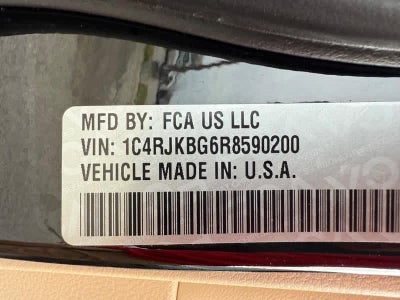 MFD BY: FCA US LLC
VIN: 1C4RJKBG6R8590200
VEHICLE MADE IN: U.S.A.